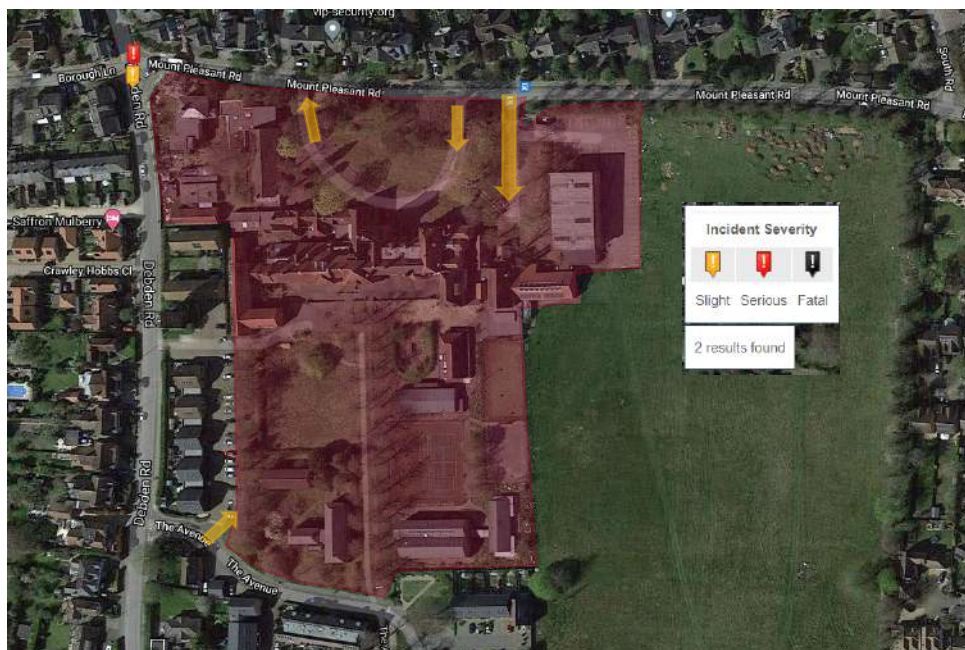 vip-security.org
Borough Ln
Mount Pleasant Rd
Mount Pleasant Rd
Mount Pleasant Rd
Mount Pleasant Rd
South Rd
Saffron Mulberry
Crawley Hobbs Cl
Debden Rd
Debden Rd
The Avenue
The Avenue
Incident Severity
Slight Serious Fatal
2 results found